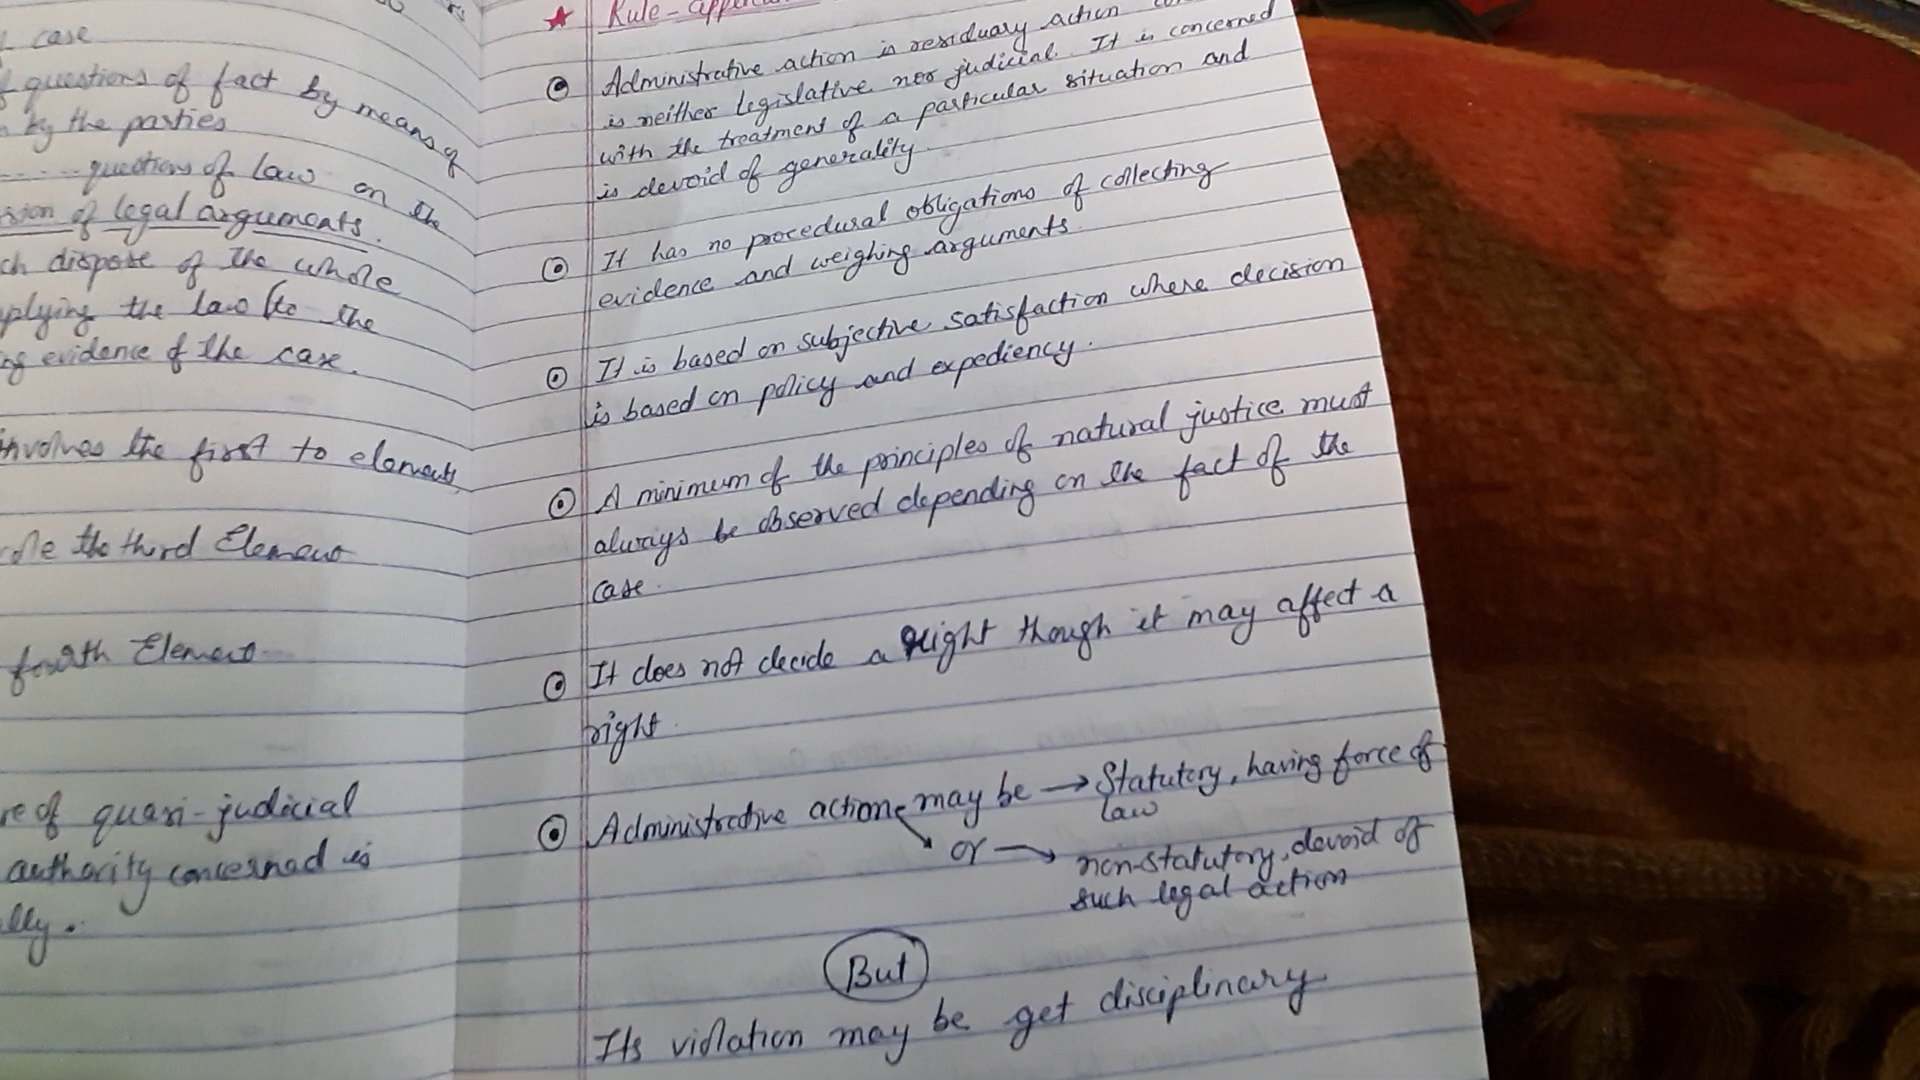 case
questions of fact by means of
by the parties
questions of law on the
of legal arguments.
dispose of the whole
the law to the
evidence of the case.
involves the first to elements
the third Element
fourth Element
of quasi-judicial
authority concerned is
★ Rule-
Administrative action is residuary action
is neither legislative nor judicial. It is concerned
with the treatment of a particular situation and
is devoid of generality
It has no procedural obligations of collecting
evidence and weighing arguments.
It is based on subjective satisfaction where decision
is based on policy and expediency.
A minimum of the principles of natural justice must
always be observed depending on the fact of the
case.
It does not decide a right though it may affect a
right.
Administrative action may be → Statutory, having force of
law
or → non-statutory, devoid of
such legal action
But
Its violation may be get disciplinary